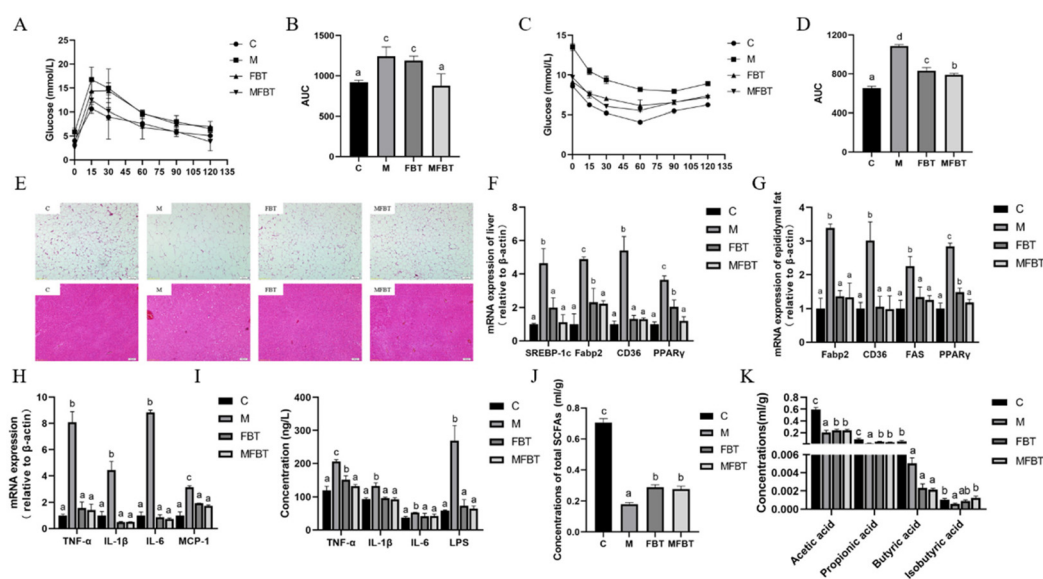 A
Glucose (mmol/L)
25
20
15
10
5
0
0 15 30 45 60 75 90 105 120 135
C
M
FBT
MFBT
B
AUC
1500
1000
500
0
a c c a
C M FBT MFBT
C
Glucose (mmol/L)
15
10
5
0
0 15 30 45 60 75 90 105 120 135
C
M
FBT
MFBT
D
AUC
1200
800
400
0
a d c b
C M FBT MFBT
E
C M FBT MFBT
C M FBT MFBT
F
mRNA expression of liver
( relative to β-actin)
8
6
4
2
0
a b a a a c b b a b a a a c b a
SREBP-1c Fabp2 CD36 PPARγ
C
M
FBT
MFBT
G
mRNA expression of epididymal fat
( relative to β-actin)
4
3
2
1
0
a b a a a b a a a b a a a c b a
Fabp2 CD36 FAS PPARγ
C
M
FBT
MFBT
H
mRNA expression
( relative to β-actin)
10
8
6
4
2
0
a b a a a b a a a b a a a c a a
TNF-α IL-1β IL-6 MCP-1
C
M
FBT
MFBT
I
Concentration (ng/L)
400
300
200
100
0
a c b a a b a a a b a a a b a a
TNF-α IL-1β IL-6 LPS
C
M
FBT
MFBT
J
Concentrations of total SCFAs (ml/g)
0.8
0.6
0.4
0.2
0.0
c a b b
C M FBT MFBT
C
M
FBT
MFBT
K
Concentrations(ml/g)
0.8
0.6
0.4
0.2
0.006
0.004
0.002
0.000
c a b b c a b b a b a a b a ab b
Acetic acid
Propionic acid
Butyric acid
Isobutyric acid
C
M
FBT
MFBT